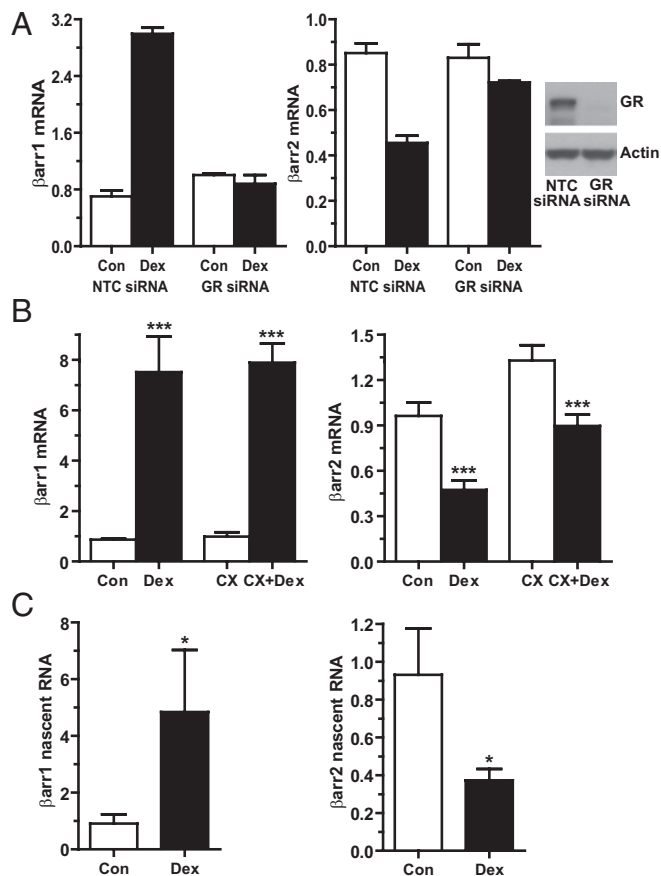 A
βarr1 mRNA
3.2
2.4
1.6
0.8
0.0
Con Dex Con Dex
NTC siRNA GR siRNA
βarr2 mRNA
1.0
0.8
0.6
0.4
0.2
0.0
Con Dex Con Dex
NTC siRNA GR siRNA
GR
Actin
NTC GR
siRNA siRNA
B
βarr1 mRNA
8
6
4
2
0
*** ***
Con Dex CX CX+Dex
βarr2 mRNA
1.5
1.2
0.9
0.6
0.3
0.0
*** ***
Con Dex CX CX+Dex
C
βarr1 nascent RNA
8
6
4
2
0
*
Con Dex
βarr2 nascent RNA
1.2
1.0
0.8
0.6
0.4
0.2
0.0
*
Con Dex